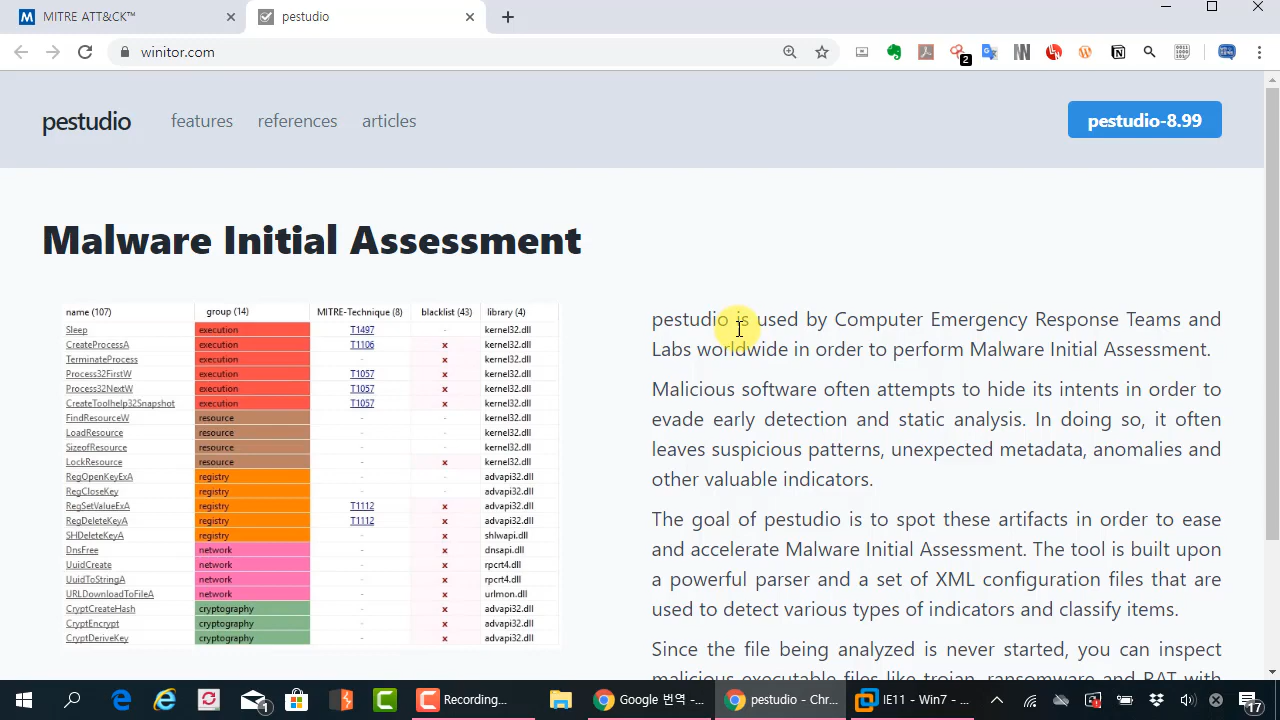 MITRE ATT&CK™
pestudio
winitor.com
2
pestudio features references articles pestudio-8.99
Malware Initial Assessment
name (107) group (14) MITRE-Technique (8) blacklist (43) library (4)
Sleep execution T1497 - kernel32.dll
CreateProcessA execution T1106 x kernel32.dll
TerminateProcess execution - x kernel32.dll
Process32FirstW execution T1057 x kernel32.dll
Process32NextW execution T1057 x kernel32.dll
CreateToolhelp32Snapshot execution T1057 x kernel32.dll
FindResourceW resource - - kernel32.dll
LoadResource resource - - kernel32.dll
SizeofResource resource - - kernel32.dll
LockResource resource - x kernel32.dll
RegOpenKeyExA registry - - advapi32.dll
RegCloseKey registry - - advapi32.dll
RegSetValueExA registry T1112 x advapi32.dll
RegDeleteKeyA registry T1112 x advapi32.dll
SHDeleteKeyA registry - x shlwapi.dll
DnsFree network - x dnsapi.dll
UuidCreate network - x rpcrt4.dll
UuidToStringA network - x rpcrt4.dll
URLDownloadToFileA network - x urlmon.dll
CryptCreateHash cryptography - x advapi32.dll
CryptEncrypt cryptography - x advapi32.dll
CryptDeriveKey cryptography - x advapi32.dll
pestudio is used by Computer Emergency Response Teams and
Labs worldwide in order to perform Malware Initial Assessment.
Malicious software often attempts to hide its intents in order to
evade early detection and static analysis. In doing so, it often
leaves suspicious patterns, unexpected metadata, anomalies and
other valuable indicators.
The goal of pestudio is to spot these artifacts in order to ease
and accelerate Malware Initial Assessment. The tool is built upon
a powerful parser and a set of XML configuration files that are
used to detect various types of indicators and classify items.
Since the file being analyzed is never started, you can inspect
malicious executable files like trojan, ransomware and RAT with
1
Recording...
Google 번역 -...
pestudio - Chr...
IE11 - Win7 - ...
17